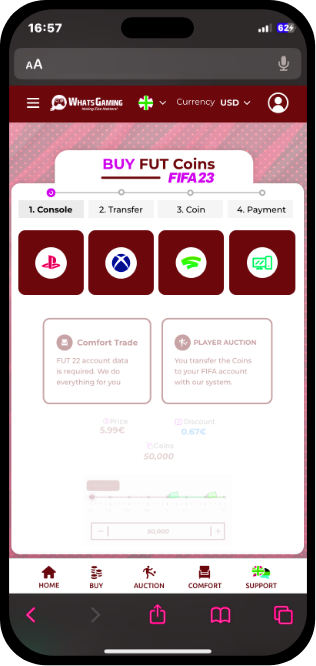 16:57
62
AA
WHATSGAMING
Currency USD
BUY FUT Coins
FIFA 23
1. Console
2. Transfer
3. Coin
4. Payment
Comfort Trade
FUT 22 account data
is required. We do
everything for you
PLAYER AUCTION
You transfer the Coins
to your FIFA account
with our system.
Price
5.99€
Discount
0.67€
Coins
50,000
50,000
HOME
BUY
AUCTION
COMFORT
SUPPORT